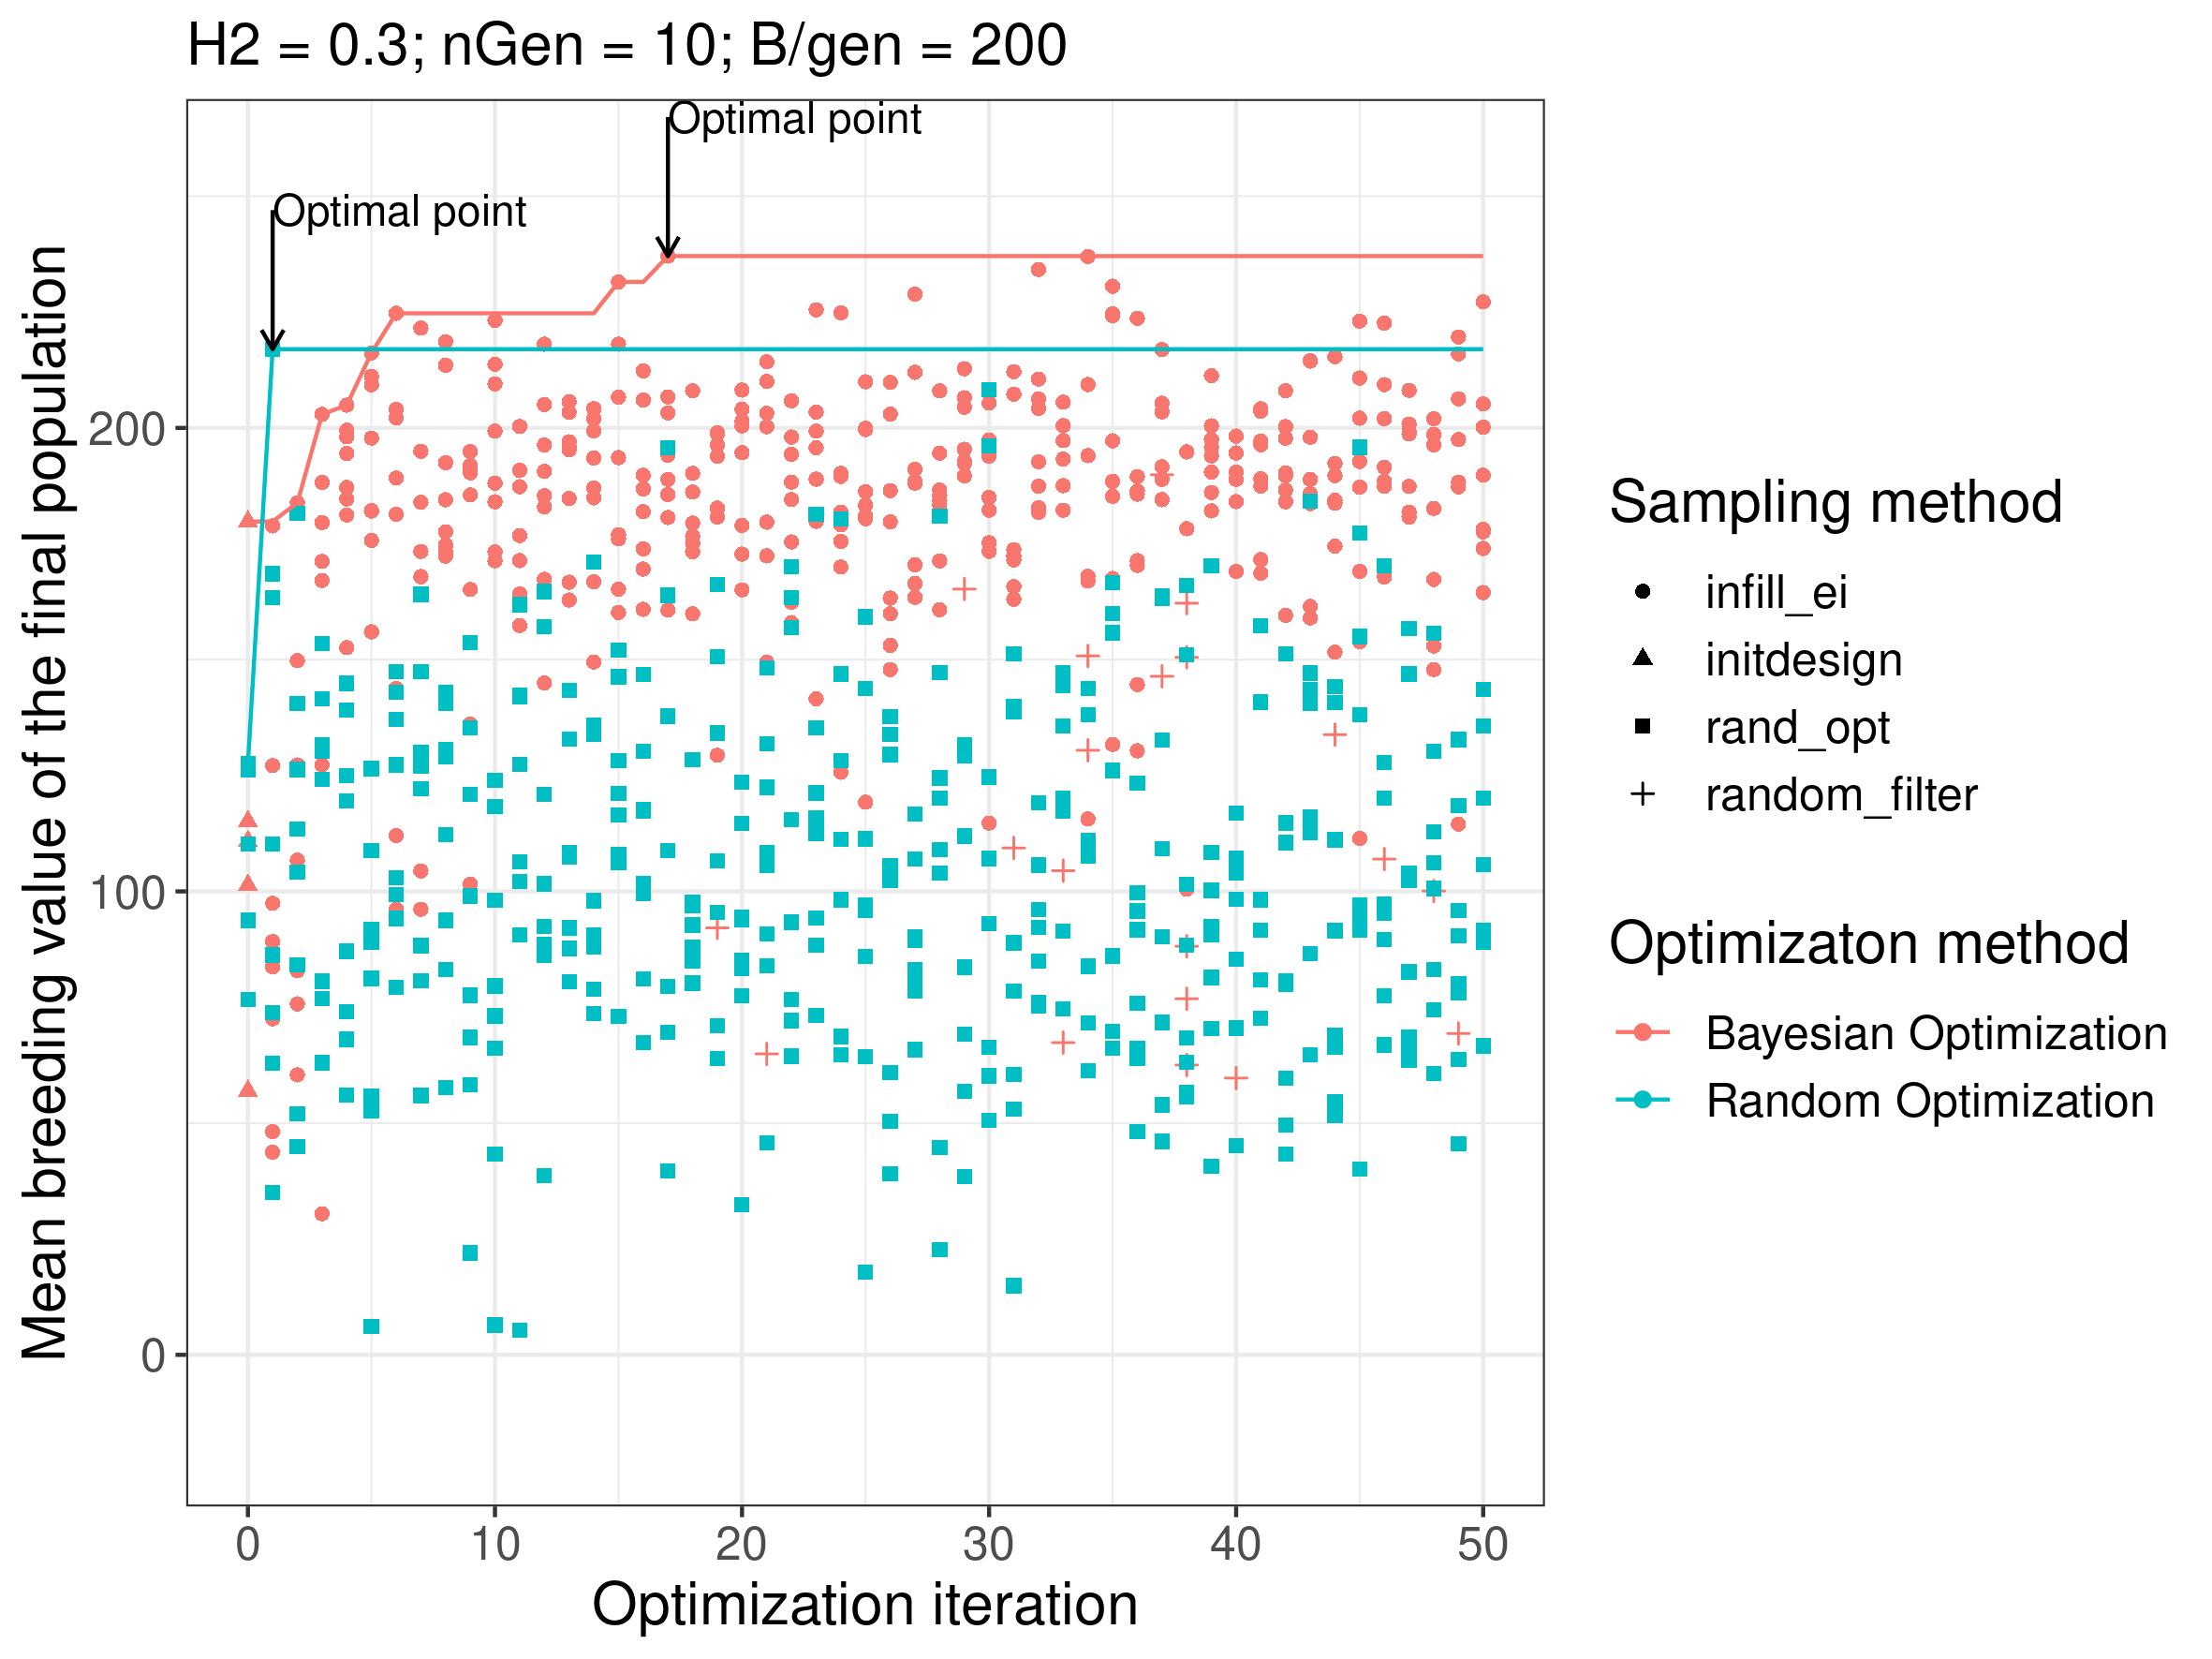 H2 = 0.3; nGen = 10; B/gen = 200
Optimal point
Optimal point
Mean breeding value of the final population
200
100
0
0 10 20 30 40 50
Optimization iteration
Sampling method
infill_ei
initdesign
rand_opt
random_filter
Optimizaton method
Bayesian Optimization
Random Optimization